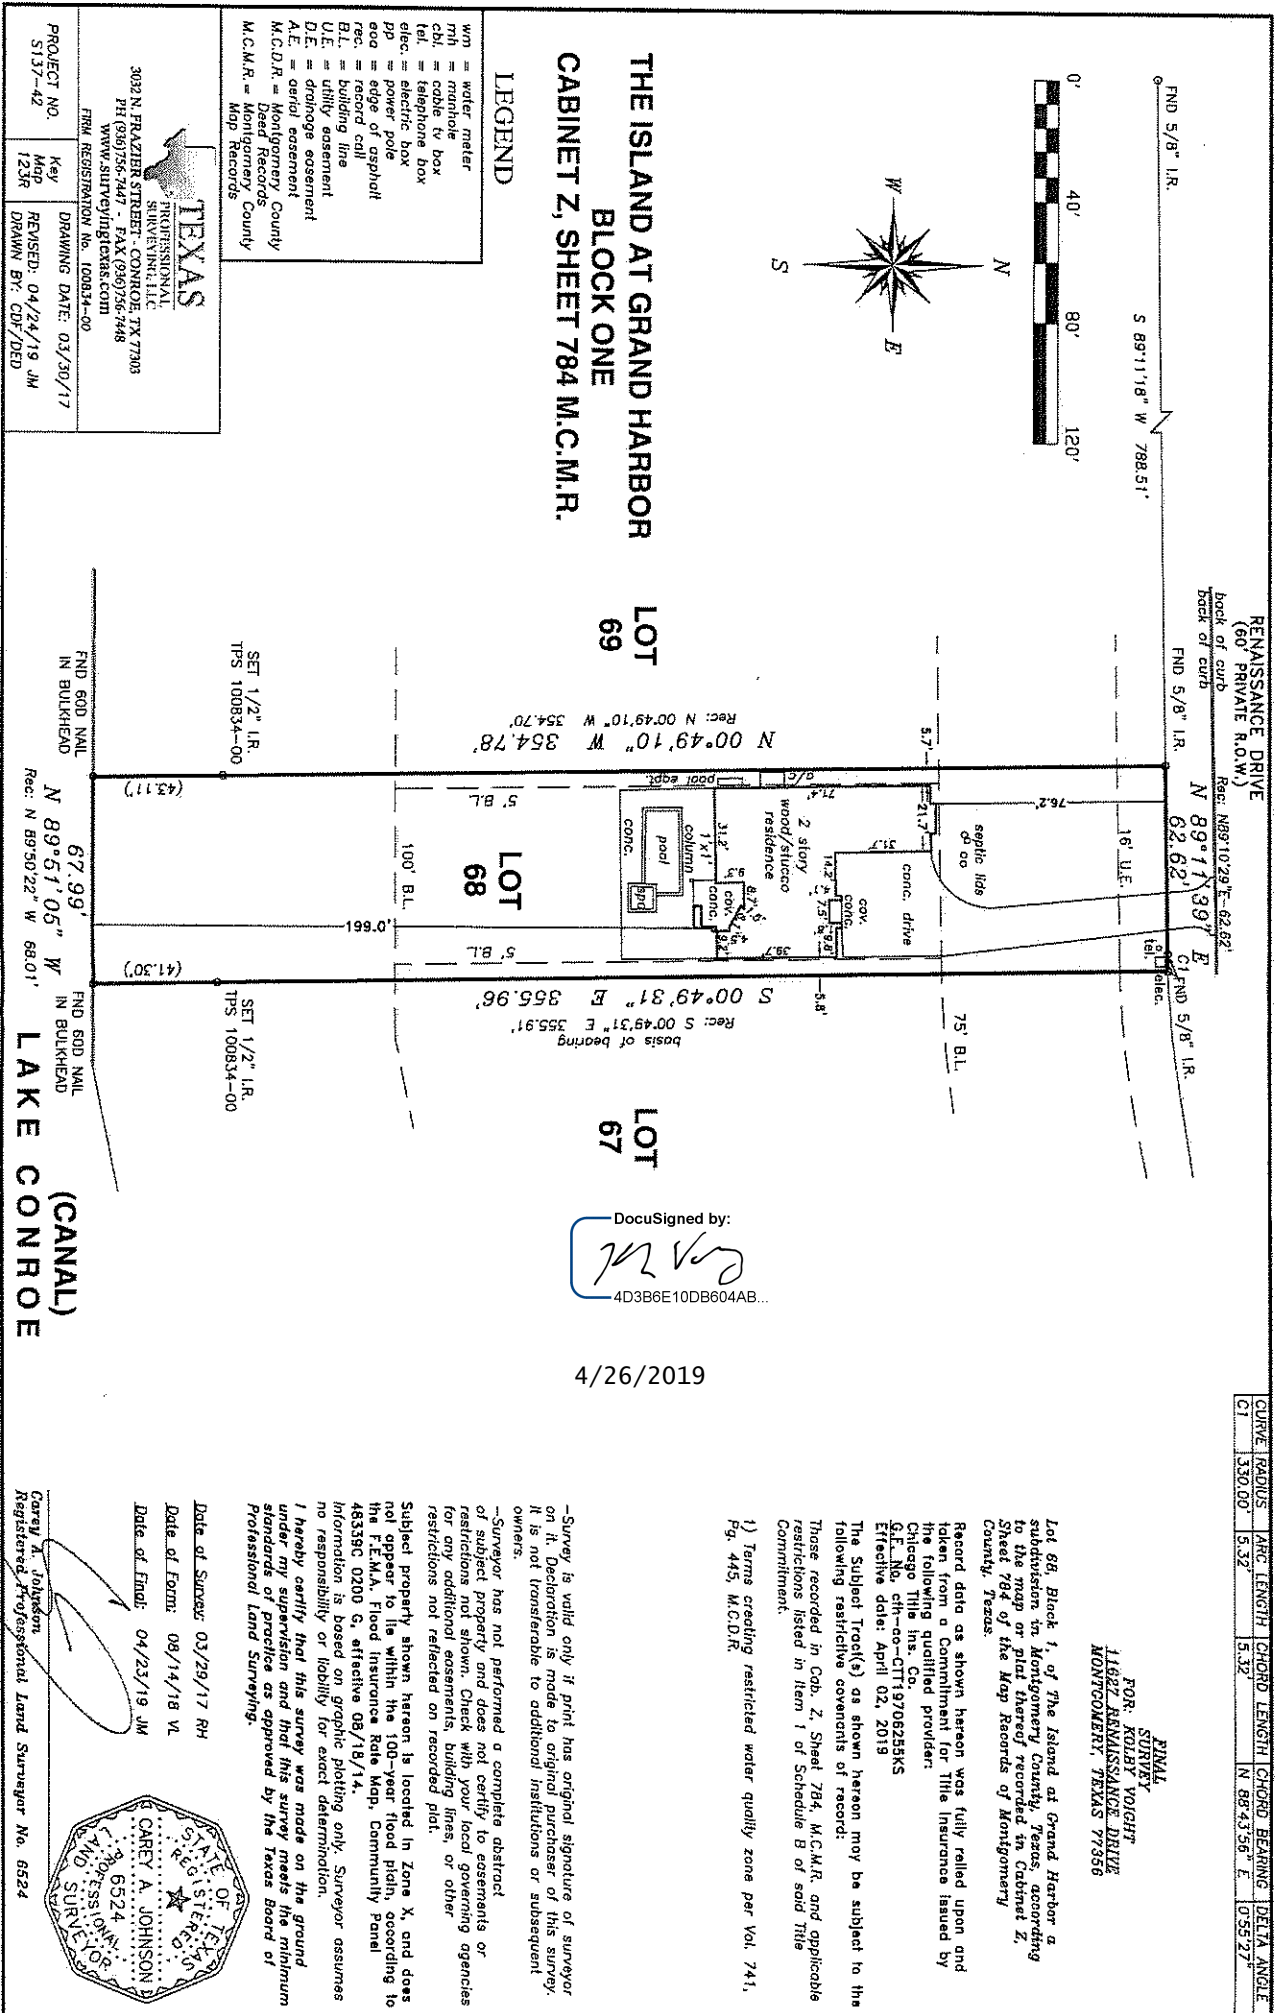 FND 5/8" I.R.
S 89°11'18" W 788.51'
0' 40' 80' 120'
N
W
E
S
THE ISLAND AT GRAND HARBOR
BLOCK ONE
CABINET Z, SHEET 784 M.C.M.R.
LEGEND
wm = water meter
mh = manhole
cbl. = cable tv box
tel. = telephone box
elec. = electric box
pp = power pole
eoa = edge of asphalt
rec. = record call
B.L. = building line
U.E. = utility easement
D.E. = drainage easement
A.E. = aerial easement
M.C.D.R. = Montgomery County
Deed Records
M.C.M.R. = Montgomery County
Map Records
TEXAS
PROFESSIONAL
SURVEYING, LLC
3032 N. FRAZIER STREET - CONROE, TX 77303
PH (936)756-7447 - FAX (936)756-7448
www.surveyingtexas.com
FIRM REGISTRATION No. 100834-00
PROJECT NO.
S137-42
Key
Map
123R
DRAWING DATE: 03/30/17
REVISED: 04/24/19 JM
DRAWN BY: CDF/DED
RENAISSANCE DRIVE
(60' PRIVATE R.O.W.)
back of curb
back of curb
Rec: N89°10'29"E-62.62'
N 89°11'39" E
62.62'
FND 5/8" I.R.
C1
FND 5/8" I.R.
elec.
tel.
16' U.E.
76.2'
septic lids
75' B.L.
conc. drive
5.7'
21.7'
31.7'
cov.
conc.
14.2'
7.5'
9.8'
5.8'
a/c
71.4'
2 story
wood/stucco
residence
39.7'
pool eqpt.
31.2'
1'x1'
column
cov.
conc.
9.3'
8.7'
9.2'
pool
spa
conc.
LOT
69
LOT
68
LOT
67
N 00°49'10" W 354.78'
Rec: N 00°49'10" W 354.70'
S 00°49'31" E 355.96'
Rec: S 00°49'31" E 355.91'
basis of bearing
5' B.L.
5' B.L.
100' B.L.
199.0'
SET 1/2" I.R.
TPS 100834-00
SET 1/2" I.R.
TPS 100834-00
(43.11')
(41.30')
FND 60D NAIL
IN BULKHEAD
67.99'
N 89°51'05" W
Rec: N 89°50'22" W 68.01'
FND 60D NAIL
IN BULKHEAD
(CANAL)
LAKE CONROE
DocuSigned by:
4D3B6E10DB604AB...
4/26/2019
CURVE RADIUS ARC LENGTH CHORD LENGTH CHORD BEARING DELTA ANGLE
C1 330.00' 5.32' 5.32' N 88°43'56" E 0°55'27"
FINAL
SURVEY
FOR: KOLBY VOIGHT
11627 RENAISSANCE DRIVE
MONTGOMERY, TEXAS 77356
Lot 68, Block 1, of The Island at Grand Harbor a
subdivision in Montgomery County, Texas, according
to the map or plat thereof recorded in Cabinet Z,
Sheet 784 of the Map Records of Montgomery
County, Texas.
Record data as shown hereon was fully relied upon and
taken from a Commitment for Title Insurance issued by
the following qualified provider:
Chicago Title Ins. Co.
G.F. No. cth-co-CTT19706255KS
Effective date: April 02, 2019
The Subject Tract(s) as shown hereon may be subject to the
following restrictive covenants of record:
Those recorded in Cab. Z, Sheet 784, M.C.M.R. and applicable
restrictions listed in Item 1 of Schedule B of said Title
Commitment.
1) Terms creating restricted water quality zone per Vol. 741,
Pg. 445, M.C.D.R.
-Survey is valid only if print has original signature of surveyor
on it. Declaration is made to original purchaser of this survey.
It is not transferable to additional institutions or subsequent
owners.
-Surveyor has not performed a complete abstract
of subject property and does not certify to easements or
restrictions not shown. Check with your local governing agencies
for any additional easements, building lines, or other
restrictions not reflected on recorded plat.
Subject property shown hereon is located in Zone X, and does
not appear to lie within the 100-year flood plain, according to
the F.E.M.A. Flood Insurance Rate Map, Community Panel
48339C 0200 G, effective 08/18/14.
Information is based on graphic plotting only. Surveyor assumes
no responsibility or liability for exact determination.
I hereby certify that this survey was made on the ground
under my supervision and that this survey meets the minimum
standards of practice as approved by the Texas Board of
Professional Land Surveying.
Date of Survey: 03/29/17 RH
Date of Form: 08/14/18 VL
Date of Final: 04/23/19 JM
Carey A. Johnson
Registered Professional Land Surveyor No. 6524
STATE OF TEXAS
REGISTERED
CAREY A. JOHNSON
6524
PROFESSIONAL
LAND SURVEYOR